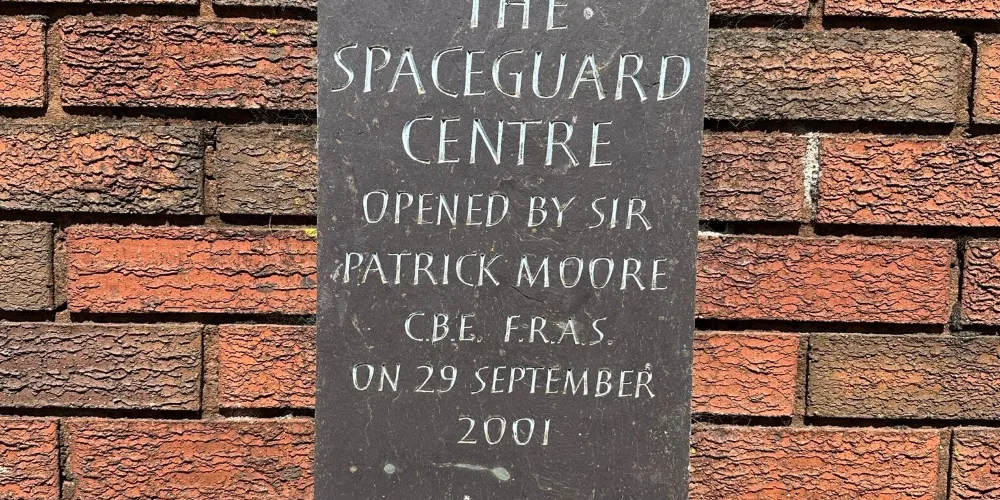 THE
SPACEGUARD
CENTRE
OPENED BY SIR
PATRICK MOORE
C.B.E. F.R.A.S.
ON 29 SEPTEMBER
2001